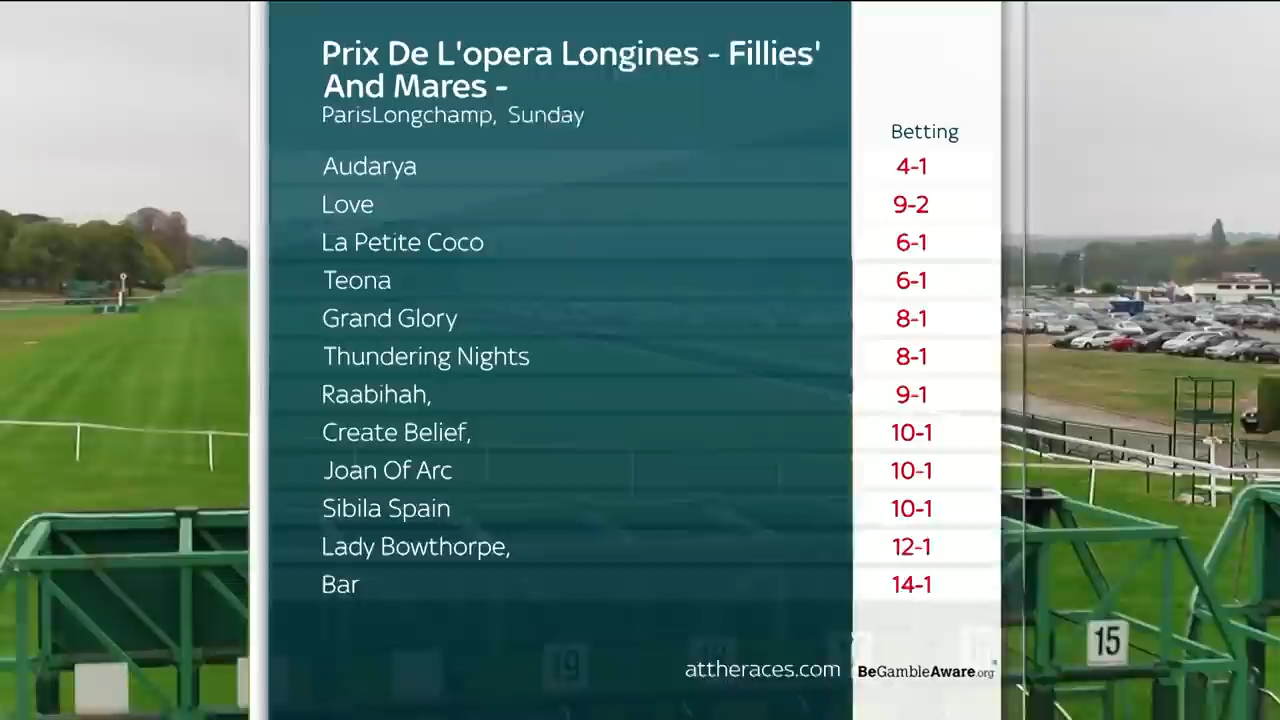 Prix De L'opera Longines - Fillies'
And Mares -
ParisLongchamp, Sunday
Betting
Audarya 4-1
Love 9-2
La Petite Coco 6-1
Teona 6-1
Grand Glory 8-1
Thundering Nights 8-1
Raabihah, 9-1
Create Belief, 10-1
Joan Of Arc 10-1
Sibila Spain 10-1
Lady Bowthorpe, 12-1
Bar 14-1
15
19
attheraces.com BeGambleAware.org